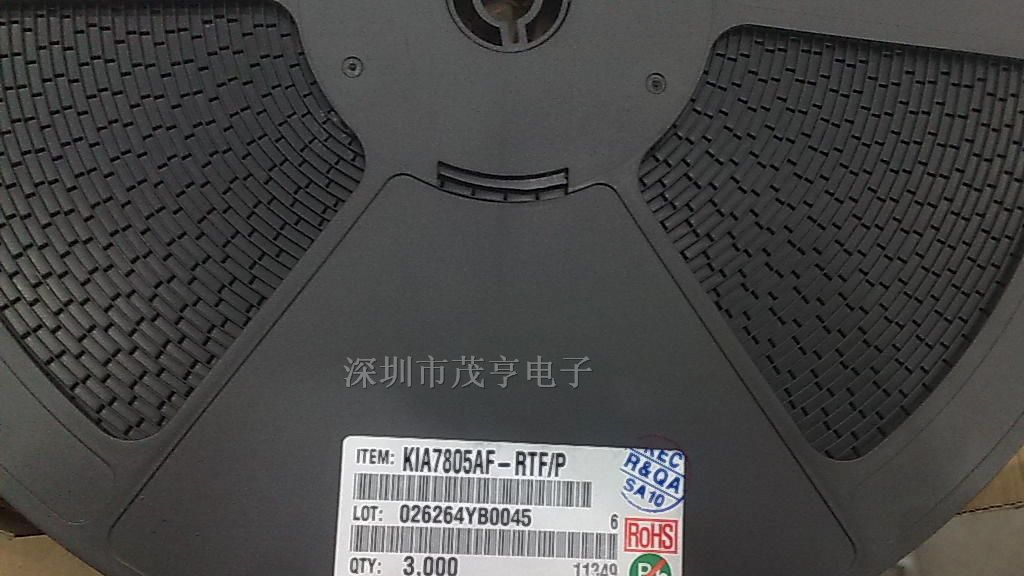 深圳市茂亨电子
ITEM: KIA7805AF-RTF/P
KEC
R&QA
SA10
LOT: 026264YB0045
6
RoHS
QTY: 3,000
11349
Pb